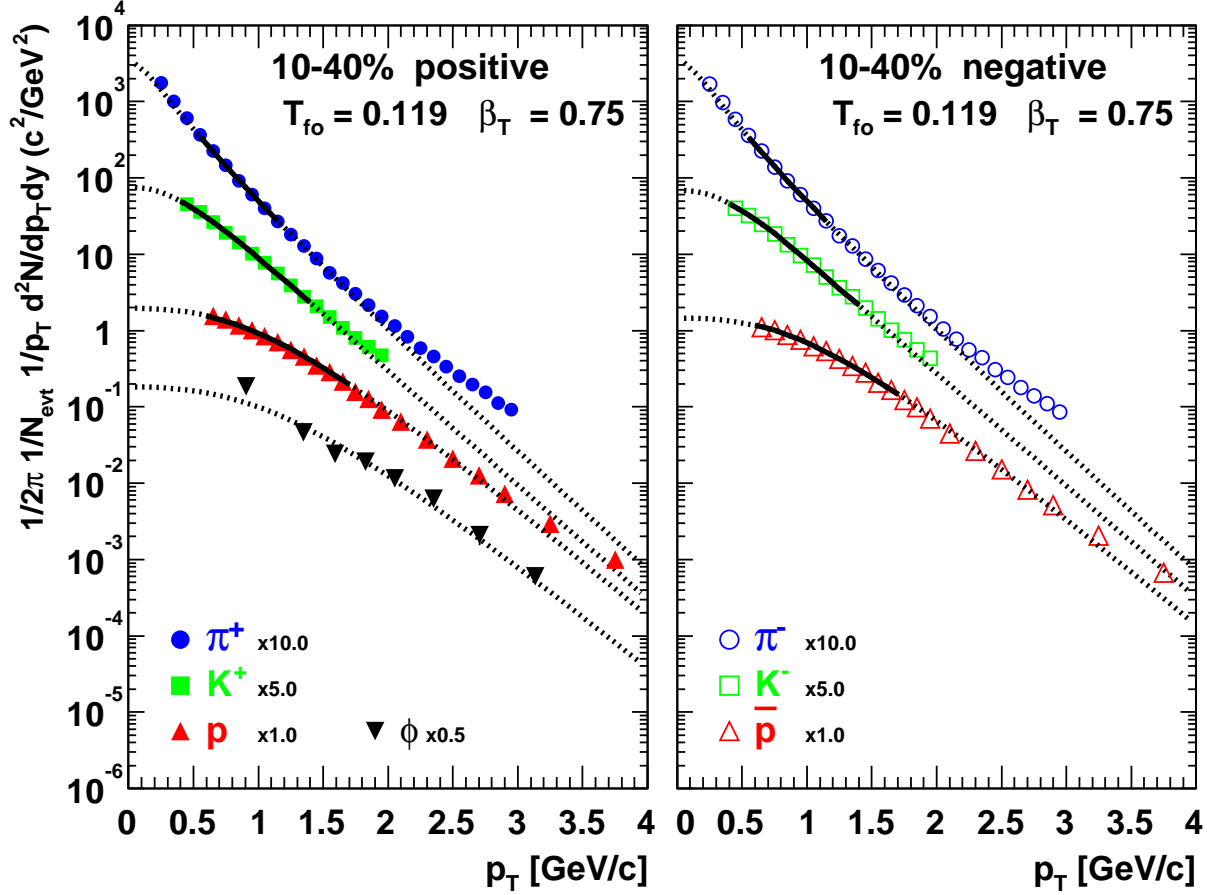 1/2π 1/N_evt 1/p_T d²N/dp_T dy (c²/GeV²)
10⁴
10³
10²
10
1
10⁻¹
10⁻²
10⁻³
10⁻⁴
10⁻⁵
10⁻⁶
10-40% positive
T_fo = 0.119 β_T = 0.75
π⁺ x10.0
K⁺ x5.0
p x1.0
ϕ x0.5
0 0.5 1 1.5 2 2.5 3 3.5 4
p_T [GeV/c]
10-40% negative
T_fo = 0.119 β_T = 0.75
π⁻ x10.0
K⁻ x5.0
p̅ x1.0
0 0.5 1 1.5 2 2.5 3 3.5 4
p_T [GeV/c]